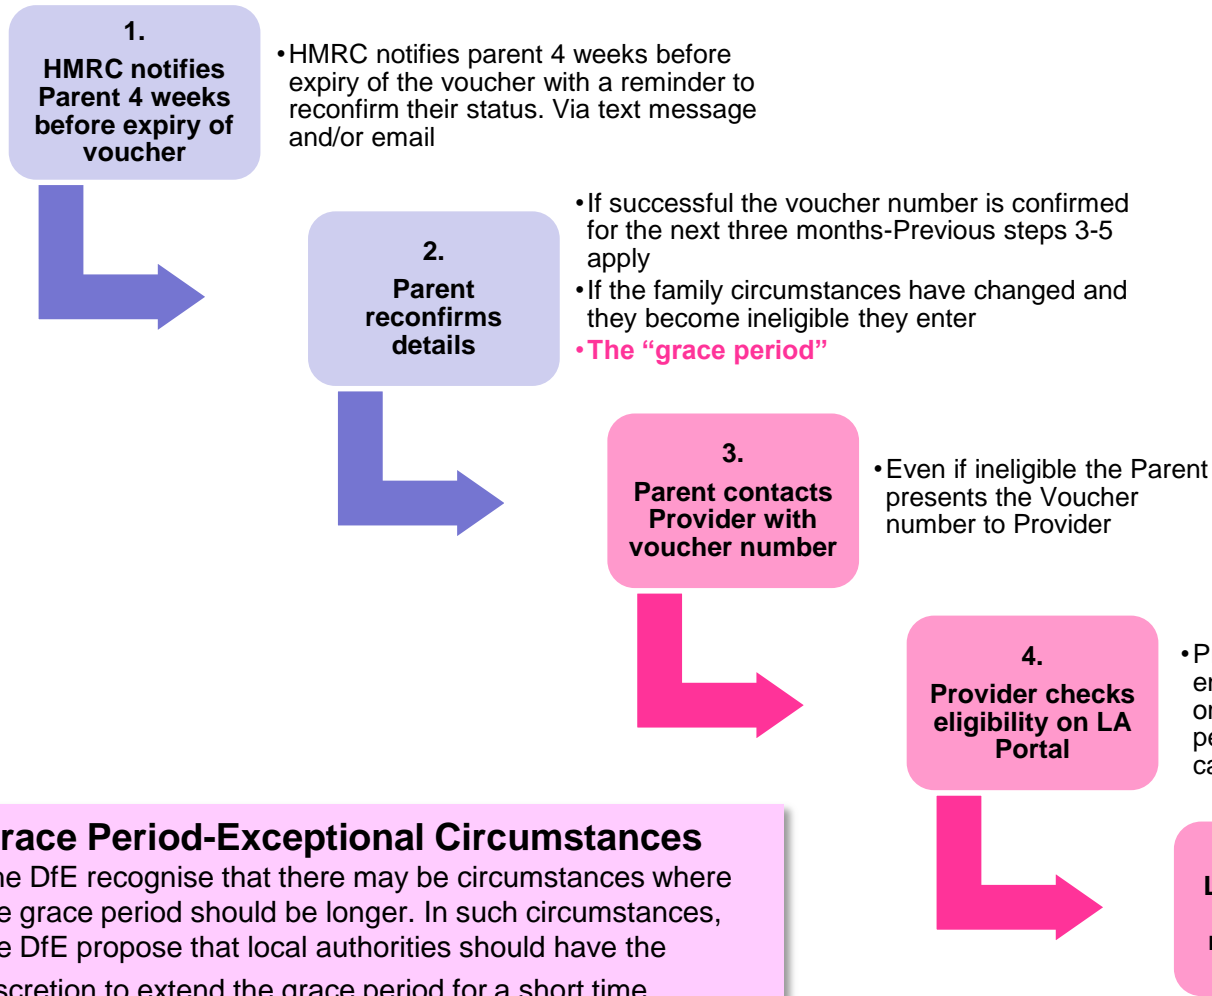 1.
HMRC notifies
Parent 4 weeks
before expiry of
voucher
•HMRC notifies parent 4 weeks before
expiry of the voucher with a reminder to
reconfirm their status. Via text message
and/or email
2.
Parent
reconfirms
details
•If successful the voucher number is confirmed
for the next three months-Previous steps 3-5
apply
•If the family circumstances have changed and
they become ineligible they enter
•The “grace period”
3.
Parent contacts
Provider with
voucher number
•Even if ineligible the Parent
presents the Voucher
number to Provider
4.
Provider checks
eligibility on LA
Portal
Period-Exceptional Circumstances
DfE recognise that there may be circumstances where
grace period should be longer. In such circumstances,
DfE propose that local authorities should have the
to extend the grace period for a short time